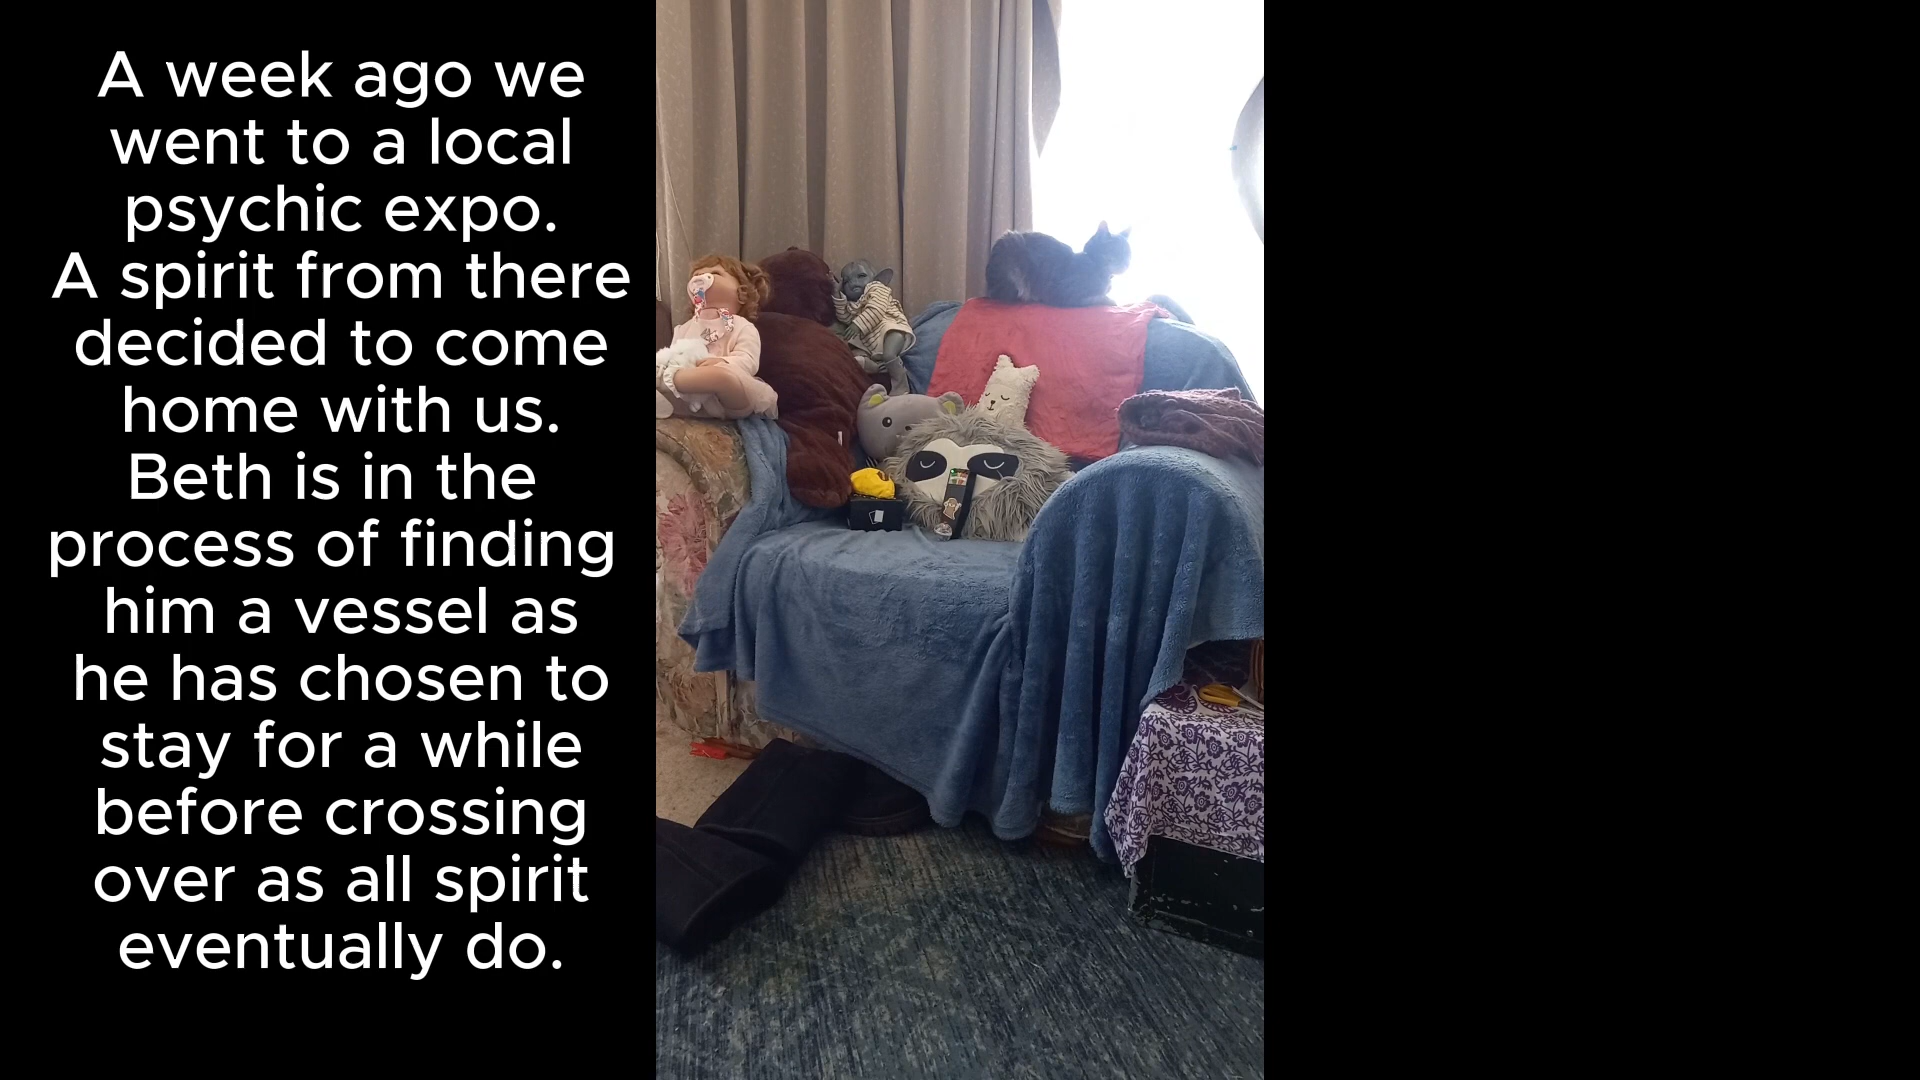 A week ago we
went to a local
psychic expo.
A spirit from there
decided to come
home with us.
Beth is in the
process of finding
him a vessel as
he has chosen to
stay for a while
before crossing
over as all spirit
eventually do.